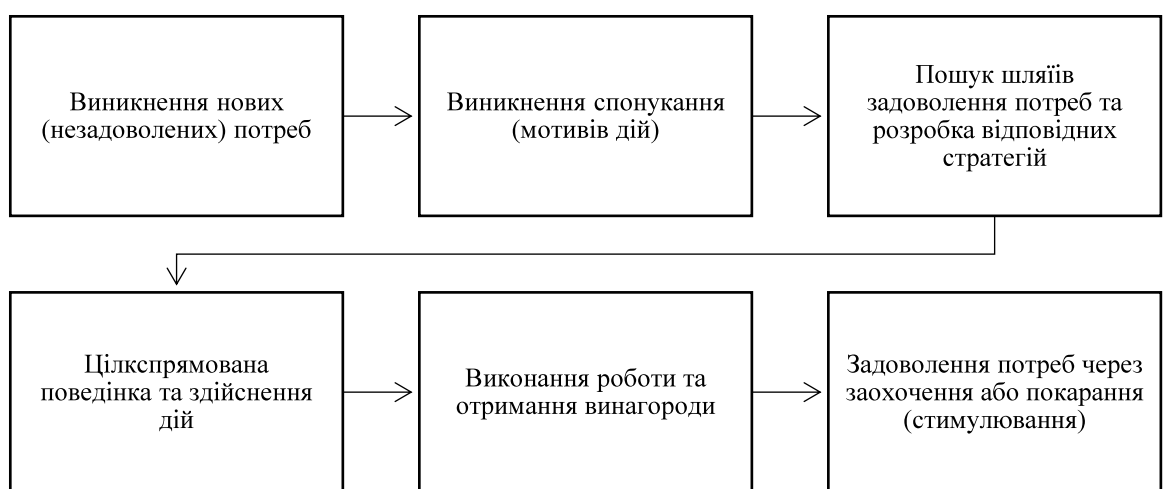 Виникнення нових
(незадоволених) потреб
Виникнення спонукання
(мотивів дій)
Пошук шляїїв
задоволення потреб та
розробка відповідних
стратегій
Цілкспрямована
поведінка та здійснення
дій
Виконання роботи та
отримання винагороди
Задоволення потреб через
заохочення або покарання
(стимулювання)